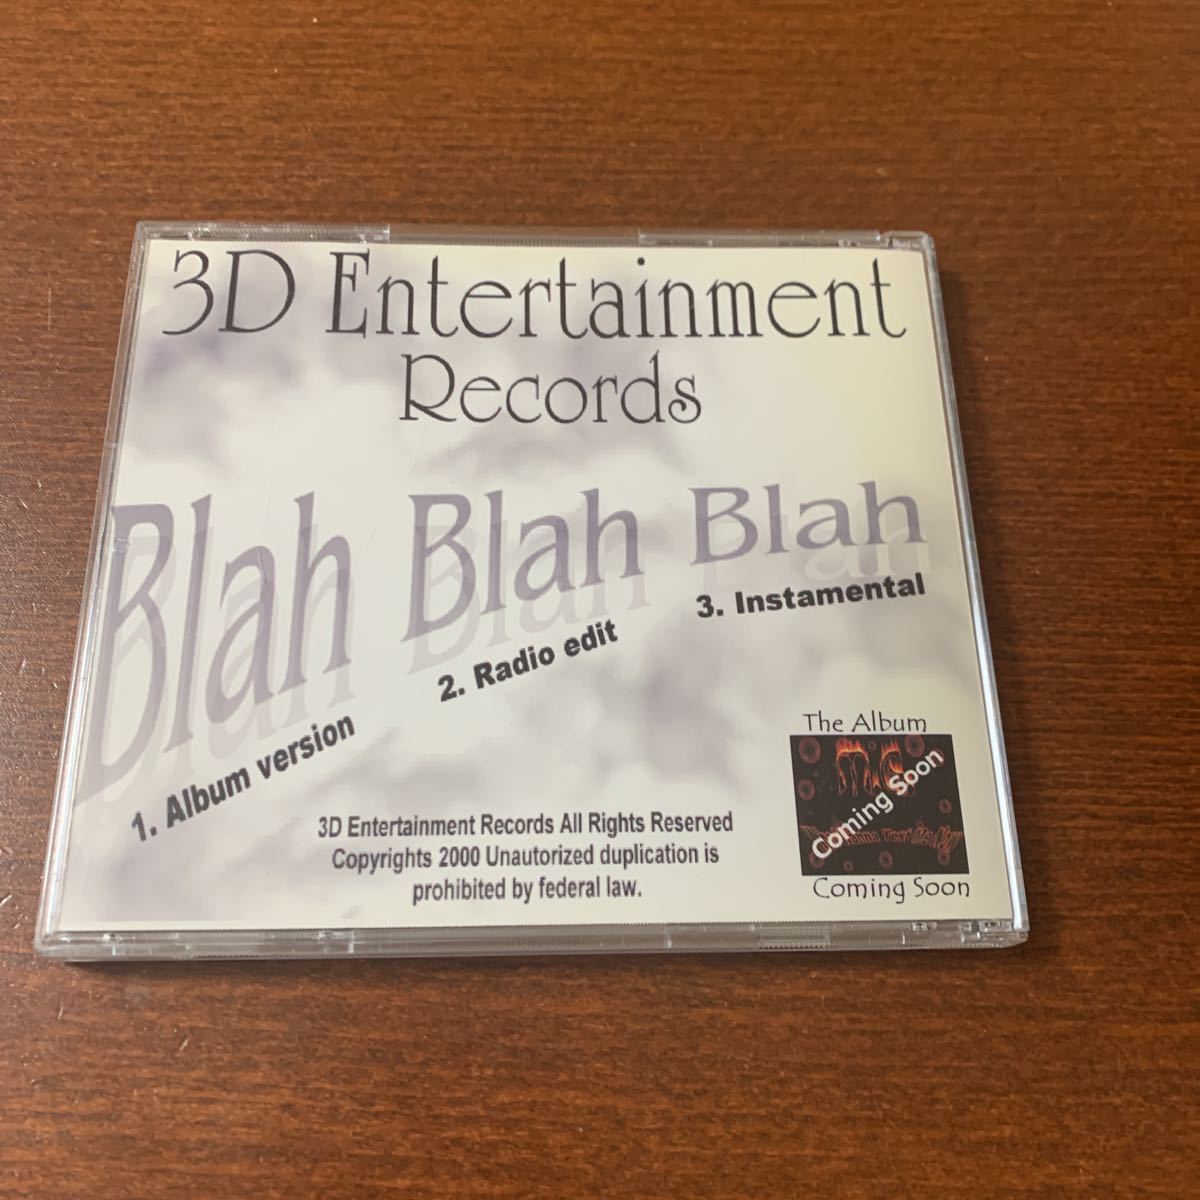 3D Entertainment
Records
Blah Blah Blah
1. Album version
2. Radio edit
3. Instamental
3D Entertainment Records All Rights Reserved
Copyrights 2000 Unautorized duplication is
prohibited by federal law.
The Album
Coming Soon
Coming Soon